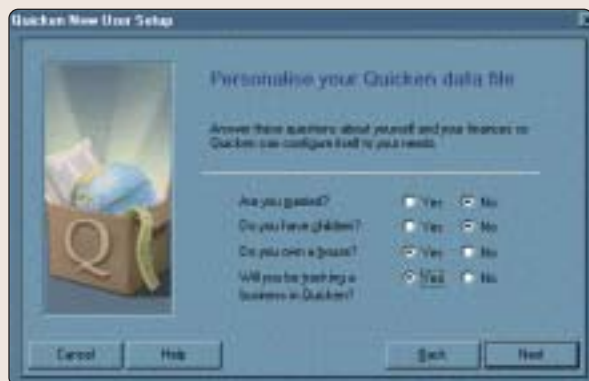 Quicken New User Setup
Personalise your Quicken data file
Answer these questions about yourself and your finances so
Quicken can configure itself to your needs.
Are you married? Yes No
Do you have children? Yes No
Do you own a house? Yes No
Will you be tracking a
business in Quicken? Yes No
Q
Cancel Help Back Next